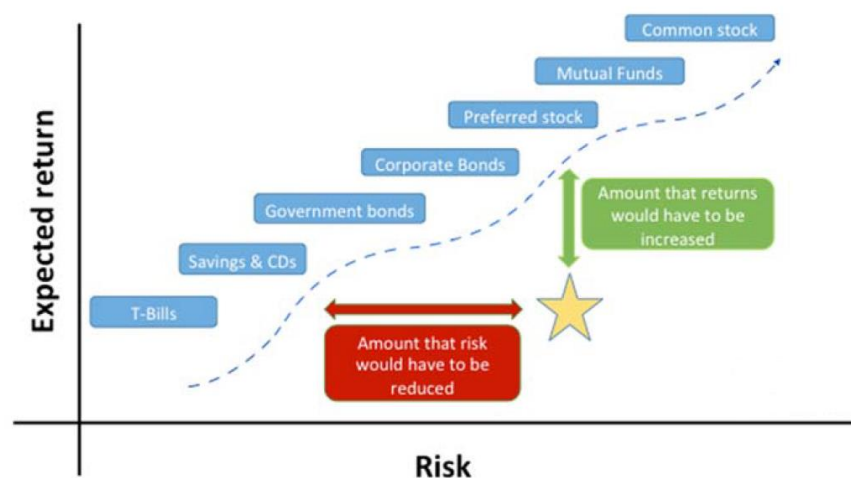 Common stock
Mutual Funds
Preferred stock
Corporate Bonds
Government bonds
Savings & CDs
T-Bills
Amount that returns
would have to be
increased
Amount that risk
would have to be
reduced
Expected return
Risk